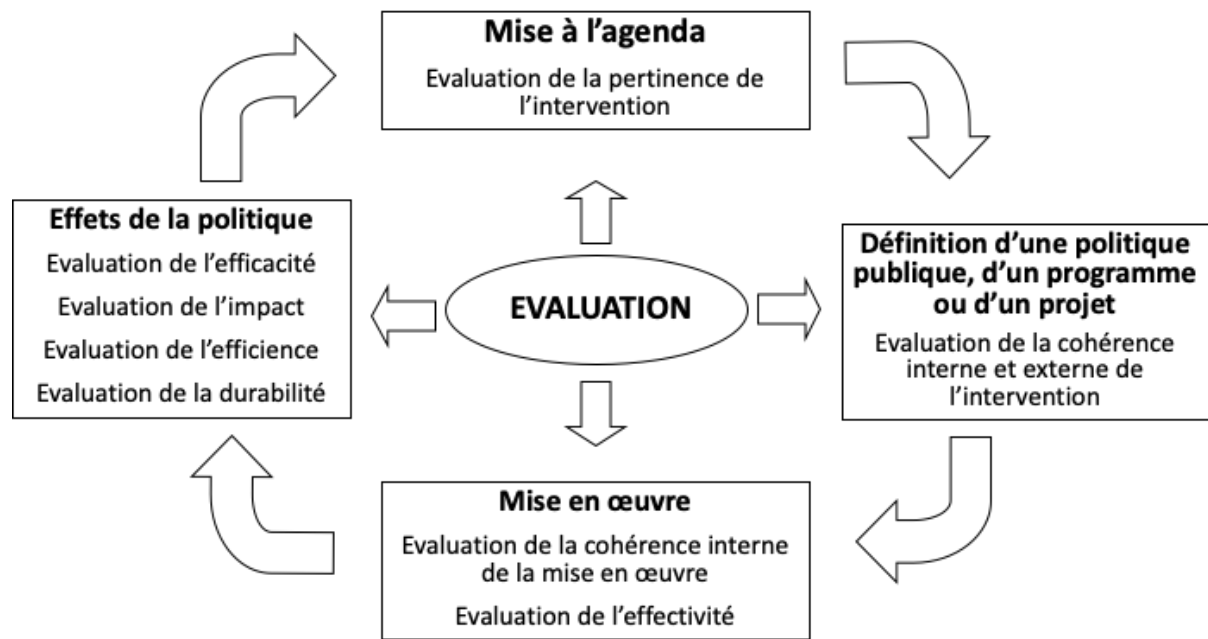 Mise à l’agenda
Evaluation de la pertinence de
l’intervention
Effets de la politique
Evaluation de l’efficacité
Evaluation de l’impact
Evaluation de l’efficience
Evaluation de la durabilité
EVALUATION
Définition d’une politique
publique, d’un programme
ou d’un projet
Evaluation de la cohérence
interne et externe de
l’intervention
Mise en œuvre
Evaluation de la cohérence interne
de la mise en œuvre
Evaluation de l’effectivité